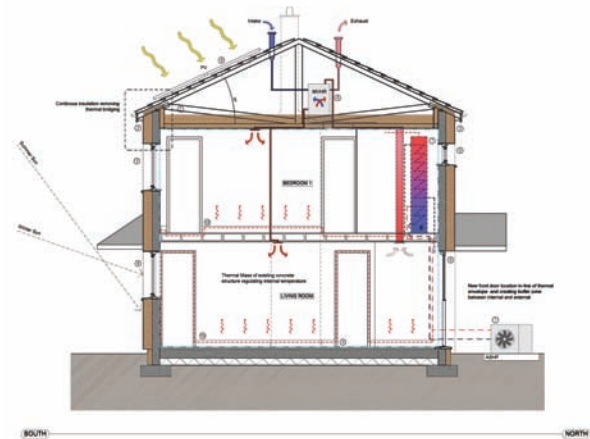 Intake
Exhaust
PV
MVHR
Continous insulation removing
thermal bridging
Summer Sun
Winter Sun
BEDROOM 1
Thermal Mass of existing concrete
structure regulating internal temperature
LIVING ROOM
New front door location in-line of thermal
envelope and creating buffer zone
between internal and external
ASHP
SOUTH
NORTH